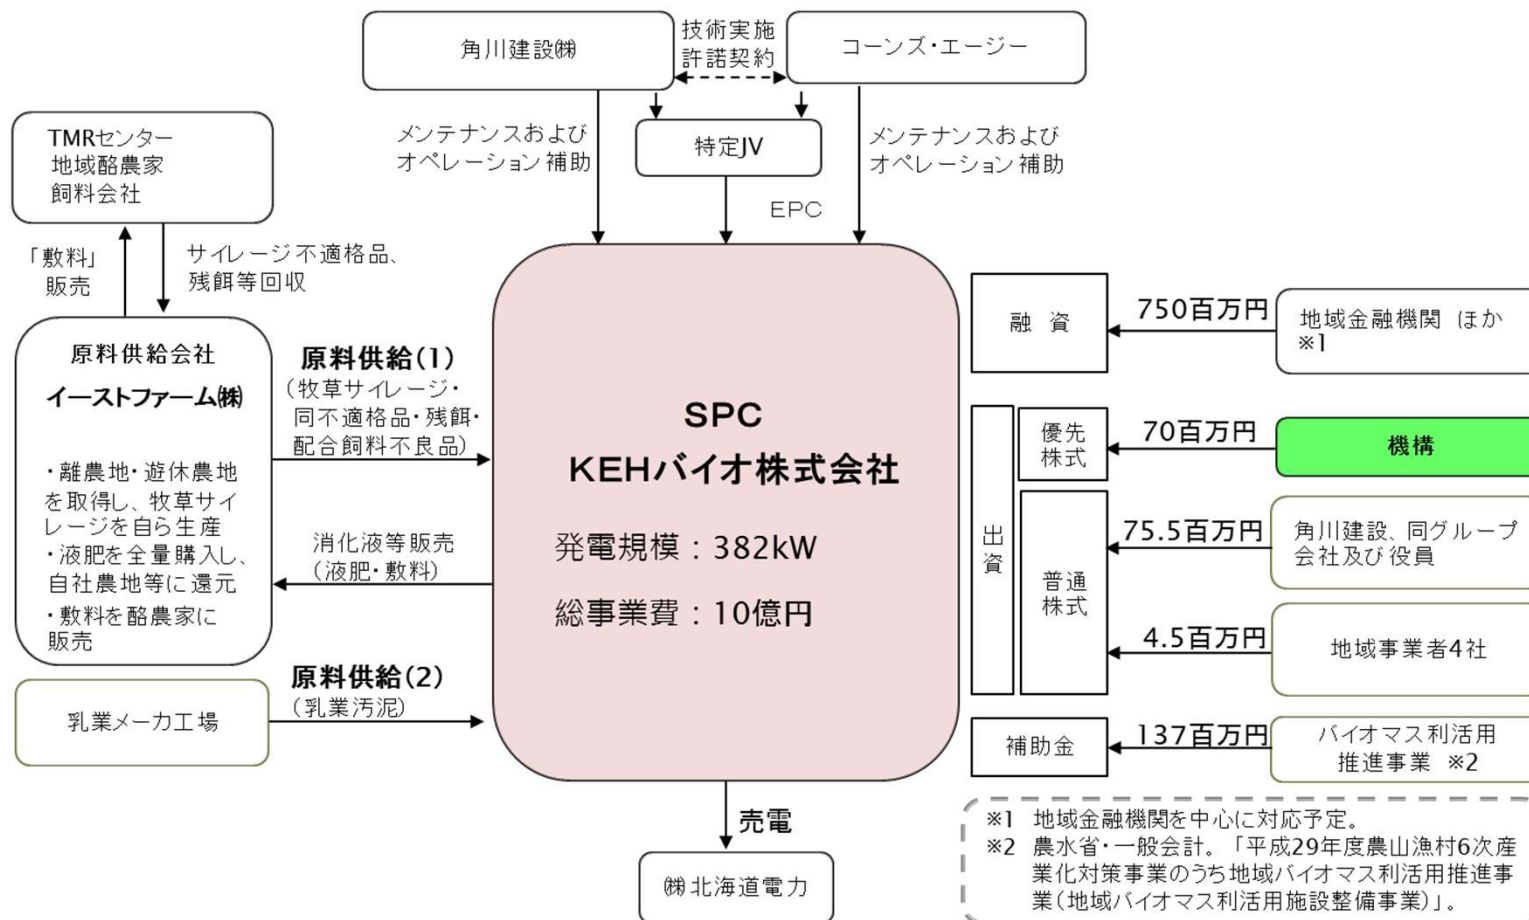 角川建設㈱
技術実施
許諾契約
コーンズ・エージー
メンテナンスおよび
オペレーション補助
特定JV
メンテナンスおよび
オペレーション補助
EPC
TMRセンター
地域酪農家
飼料会社
「敷料」
販売
サイレージ不適格品、
残餌等回収
原料供給会社
イーストファーム㈱
・離農地・遊休農地
を取得し、牧草サイ
レージを自ら生産
・液肥を全量購入し、
自社農地等に還元
・敷料を酪農家に
販売
原料供給(1)
(牧草サイレージ・
同不適格品・残餌・
配合飼料不良品)
消化液等販売
(液肥・敷料)
乳業メーカ工場
原料供給(2)
(乳業汚泥)
SPC
KEHバイオ株式会社
発電規模：382kW
総事業費：10億円
売電
㈱北海道電力
融 資
750百万円
地域金融機関 ほか
※1
出
資
優先
株式
70百万円
機構
普通
株式
75.5百万円
角川建設、同グループ
会社及び役員
4.5百万円
地域事業者4社
補助金
137百万円
バイオマス利活用
推進事業 ※2
※1 地域金融機関を中心に対応予定。
※2 農水省・一般会計。「平成29年度農山漁村6次産
業化対策事業のうち地域バイオマス利活用推進事
業(地域バイオマス利活用施設整備事業)」。